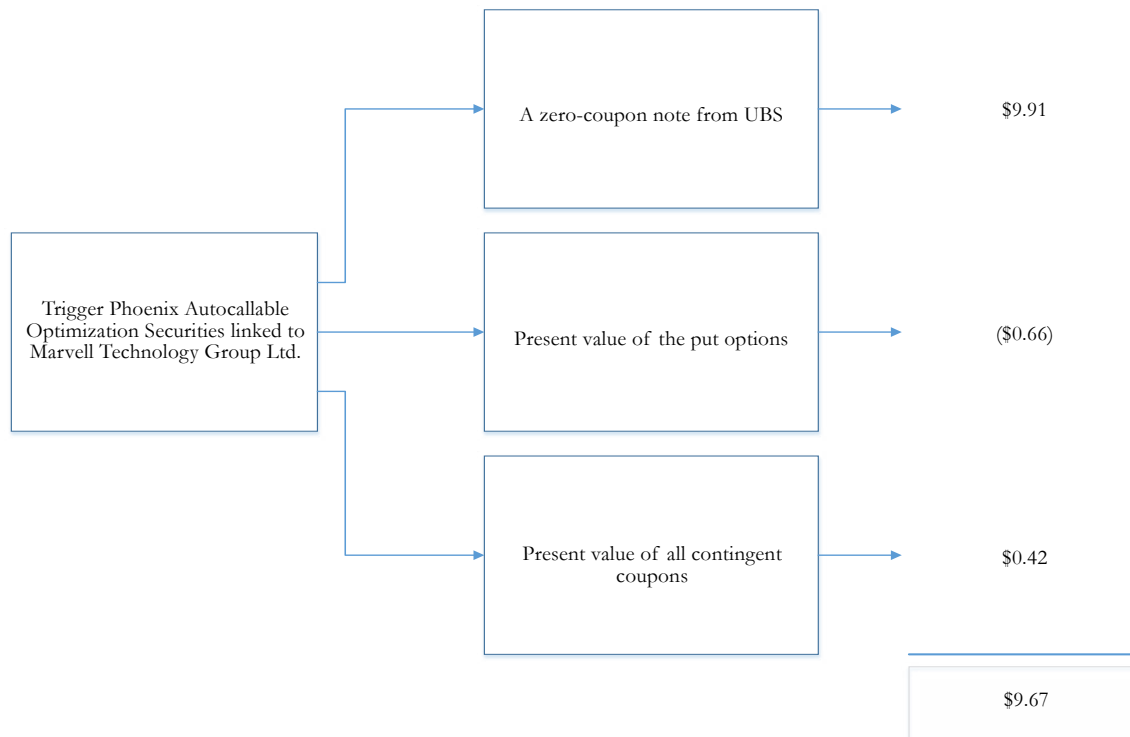 A zero-coupon note from UBS
$9.91
Trigger Phoenix Autocallable
Optimization Securities linked to
Marvell Technology Group Ltd.
Present value of the put options
($0.66)
Present value of all contingent
coupons
$0.42
$9.67